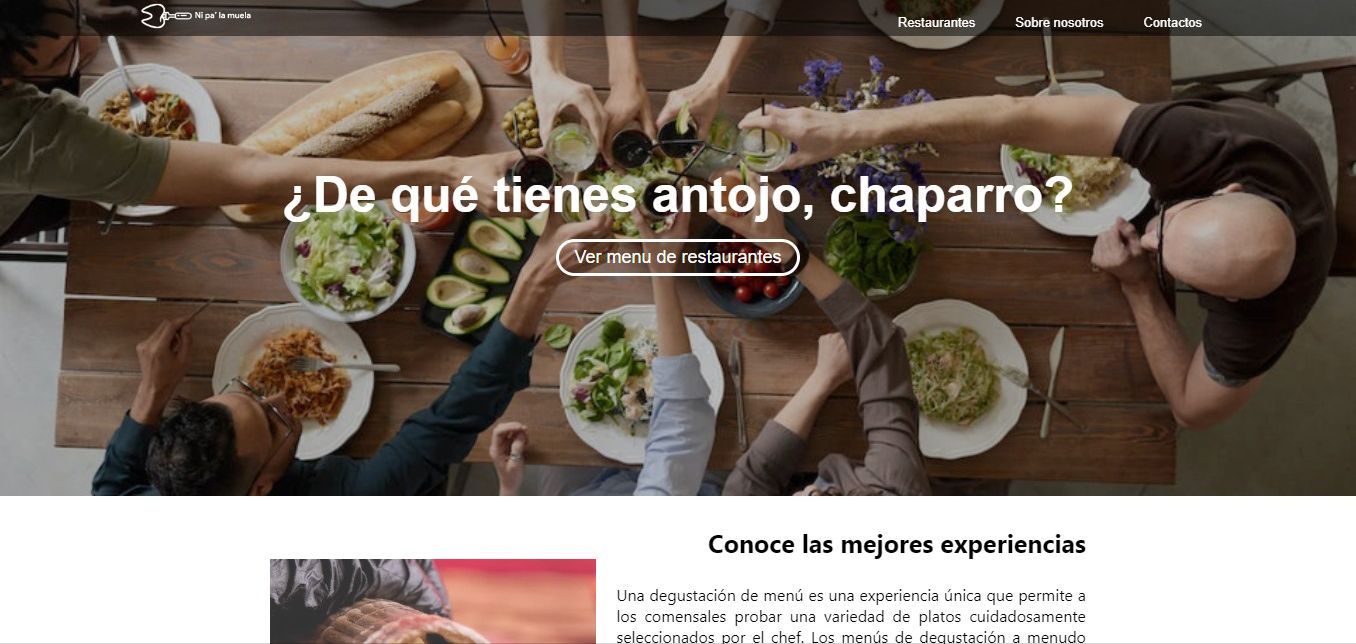 Ni pa' la muela
Restaurantes
Sobre nosotros
Contactos
¿De qué tienes antojo, chaparro?
Ver menu de restaurantes
Conoce las mejores experiencias
Una degustación de menú es una experiencia única que permite a
los comensales probar una variedad de platos cuidadosamente
seleccionados por el chef. Los menús de degustación a menudo